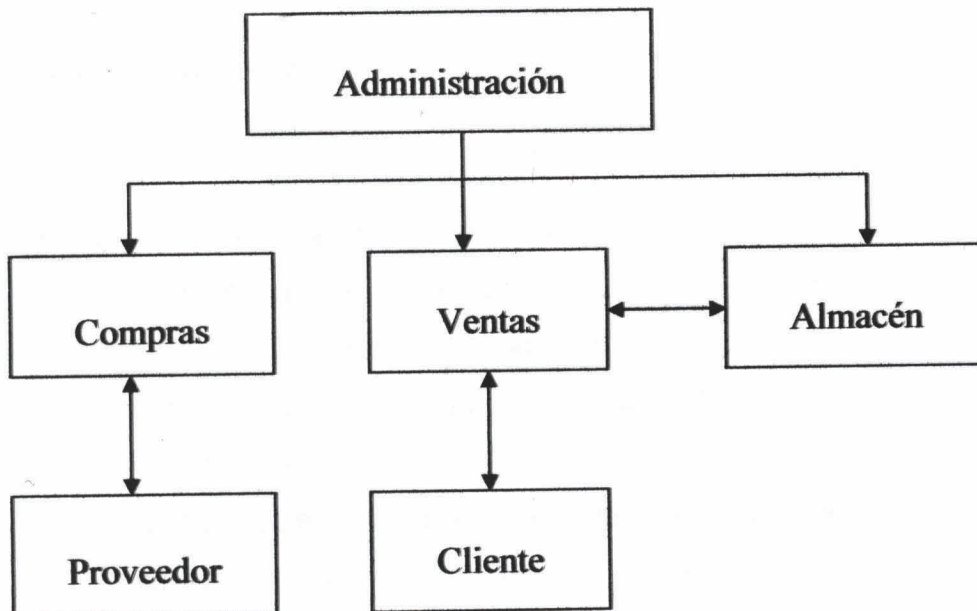 Administración
Compras
Ventas
Almacén
Proveedor
Cliente